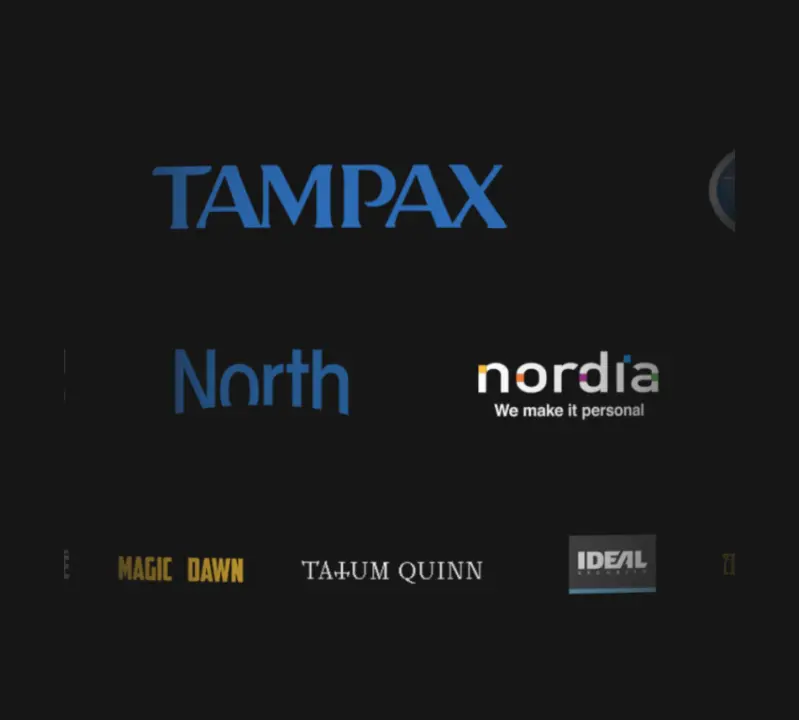 TAMPAX
North
nordia
We make it personal
MAGIC DAWN
TATUM QUINN
IDEAL